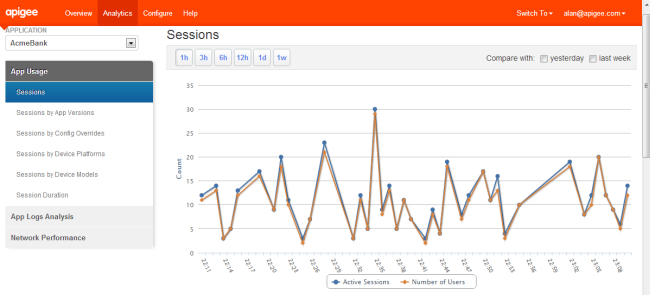 apigee Overview Analytics Configure Help Switch To alan@apigee.com
APPLICATION
AcmeBank
App Usage
Sessions
Sessions by App Versions
Sessions by Config Overrides
Sessions by Device Platforms
Sessions by Device Models
Session Duration
App Logs Analysis
Network Performance
Sessions
1h 3h 6h 12h 1d 1w Compare with: yesterday last week
35
30
25
20
15
10
5
0
Count
22:11 22:14 22:17 22:20 22:23 22:26 22:29 22:32 22:35 22:38 22:41 22:44 22:47 22:50 22:53 22:56 22:59 23:02 23:05 23:08
Active Sessions Number of Users